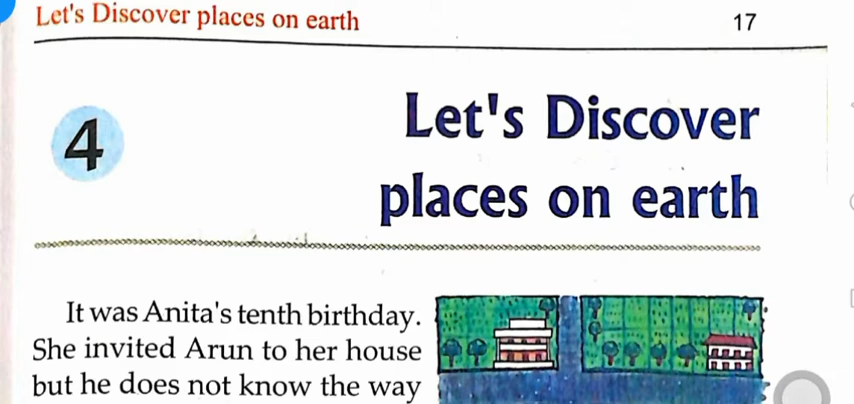 Let's Discover places on earth
17
4
Let's Discover
places on earth
It was Anita's tenth birthday.
She invited Arun to her house
but he does not know the way